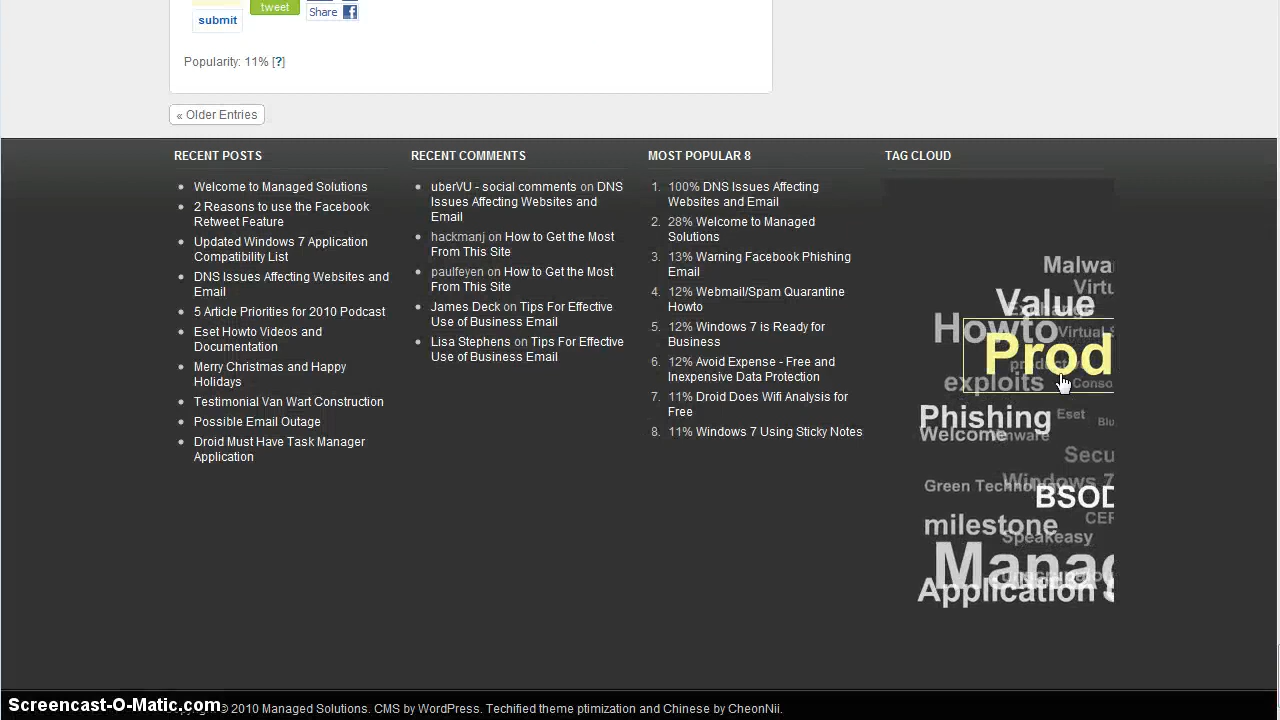 submit
tweet
Share
Popularity: 11% [?]
« Older Entries
RECENT POSTS
Welcome to Managed Solutions
2 Reasons to use the Facebook
Retweet Feature
Updated Windows 7 Application
Compatibility List
DNS Issues Affecting Websites and
Email
5 Article Priorities for 2010 Podcast
Eset Howto Videos and
Documentation
Merry Christmas and Happy
Holidays
Testimonial Van Wart Construction
Possible Email Outage
Droid Must Have Task Manager
Application
RECENT COMMENTS
uberVU - social comments on DNS
Issues Affecting Websites and
Email
hackmanj on How to Get the Most
From This Site
paulfeyen on How to Get the Most
From This Site
James Deck on Tips For Effective
Use of Business Email
Lisa Stephens on Tips For Effective
Use of Business Email
MOST POPULAR 8
1. 100% DNS Issues Affecting
Websites and Email
2. 28% Welcome to Managed
Solutions
3. 13% Warning Facebook Phishing
Email
4. 12% Webmail/Spam Quarantine
Howto
5. 12% Windows 7 is Ready for
Business
6. 12% Avoid Expense - Free and
Inexpensive Data Protection
7. 11% Droid Does Wifi Analysis for
Free
8. 11% Windows 7 Using Sticky Notes
TAG CLOUD
Malwa
Virtu
Value
Exchange
Howto
Virtual S
Prod
exploits
Conso
Phishing
Eset
Blu
Welcome
Secu
Windows 7
Green Technology
BSOD
milestone
CEF
Speakeasy
Manag
Application S
Screencast-O-Matic.com
© 2010 Managed Solutions. CMS by WordPress. Techified theme ptimization and Chinese by CheonNii.